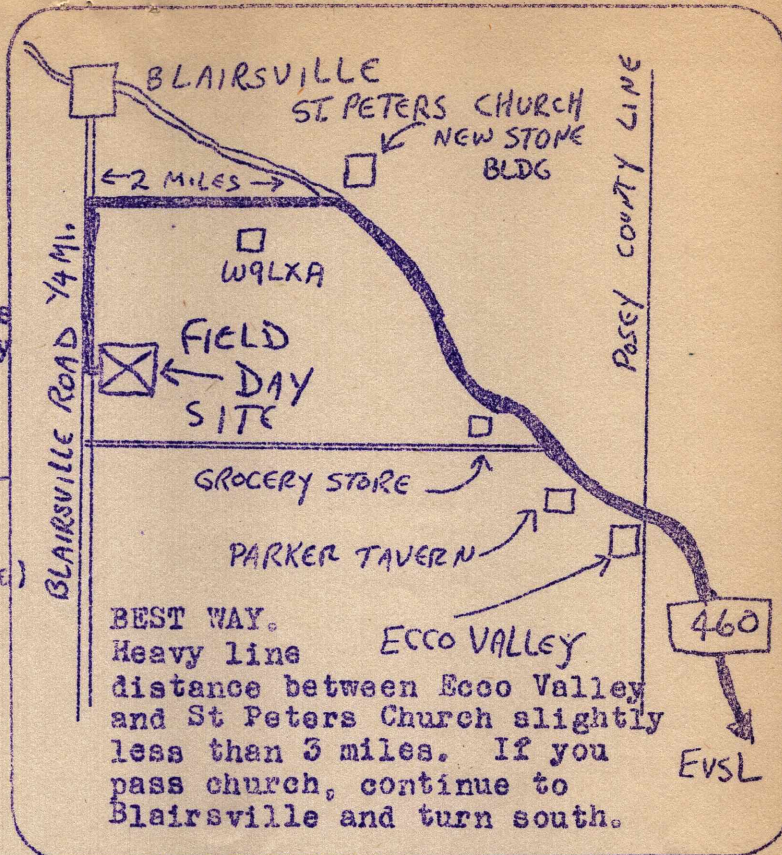 BLAIRSVILLE
ST. PETERS CHURCH
NEW STONE
BLDG
POSEY COUNTY LINE
←2 MILES→
W9LXA
BLAIRSVILLE ROAD 1/4 MI.
FIELD
DAY
SITE
GROCERY STORE
PARKER TAVERN
ECCO VALLEY
460
EVSL
BEST WAY.
Heavy line
distance between Ecco Valley
and St Peters Church slightly
less than 3 miles. If you
pass church, continue to
Blairsville and turn south.